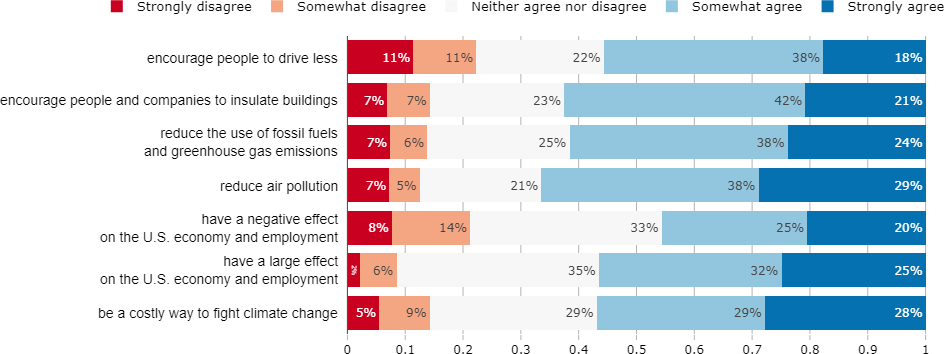 Strongly disagree Somewhat disagree Neither agree nor disagree Somewhat agree Strongly agree
encourage people to drive less 11% 11% 22% 38% 18%
encourage people and companies to insulate buildings 7% 7% 23% 42% 21%
reduce the use of fossil fuels
and greenhouse gas emissions 7% 6% 25% 38% 24%
reduce air pollution 7% 5% 21% 38% 29%
have a negative effect
on the U.S. economy and employment 8% 14% 33% 25% 20%
have a large effect
on the U.S. economy and employment 2% 6% 35% 32% 25%
be a costly way to fight climate change 5% 9% 29% 29% 28%
0 0.1 0.2 0.3 0.4 0.5 0.6 0.7 0.8 0.9 1